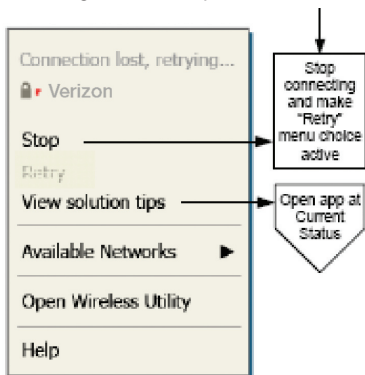 Connection lost, retrying...
Verizon
Stop
Retry
View solution tips
Available Networks
Open Wireless Utility
Help
Stop
connecting
and make
"Retry"
menu choice
active
Open app at
Current
Status